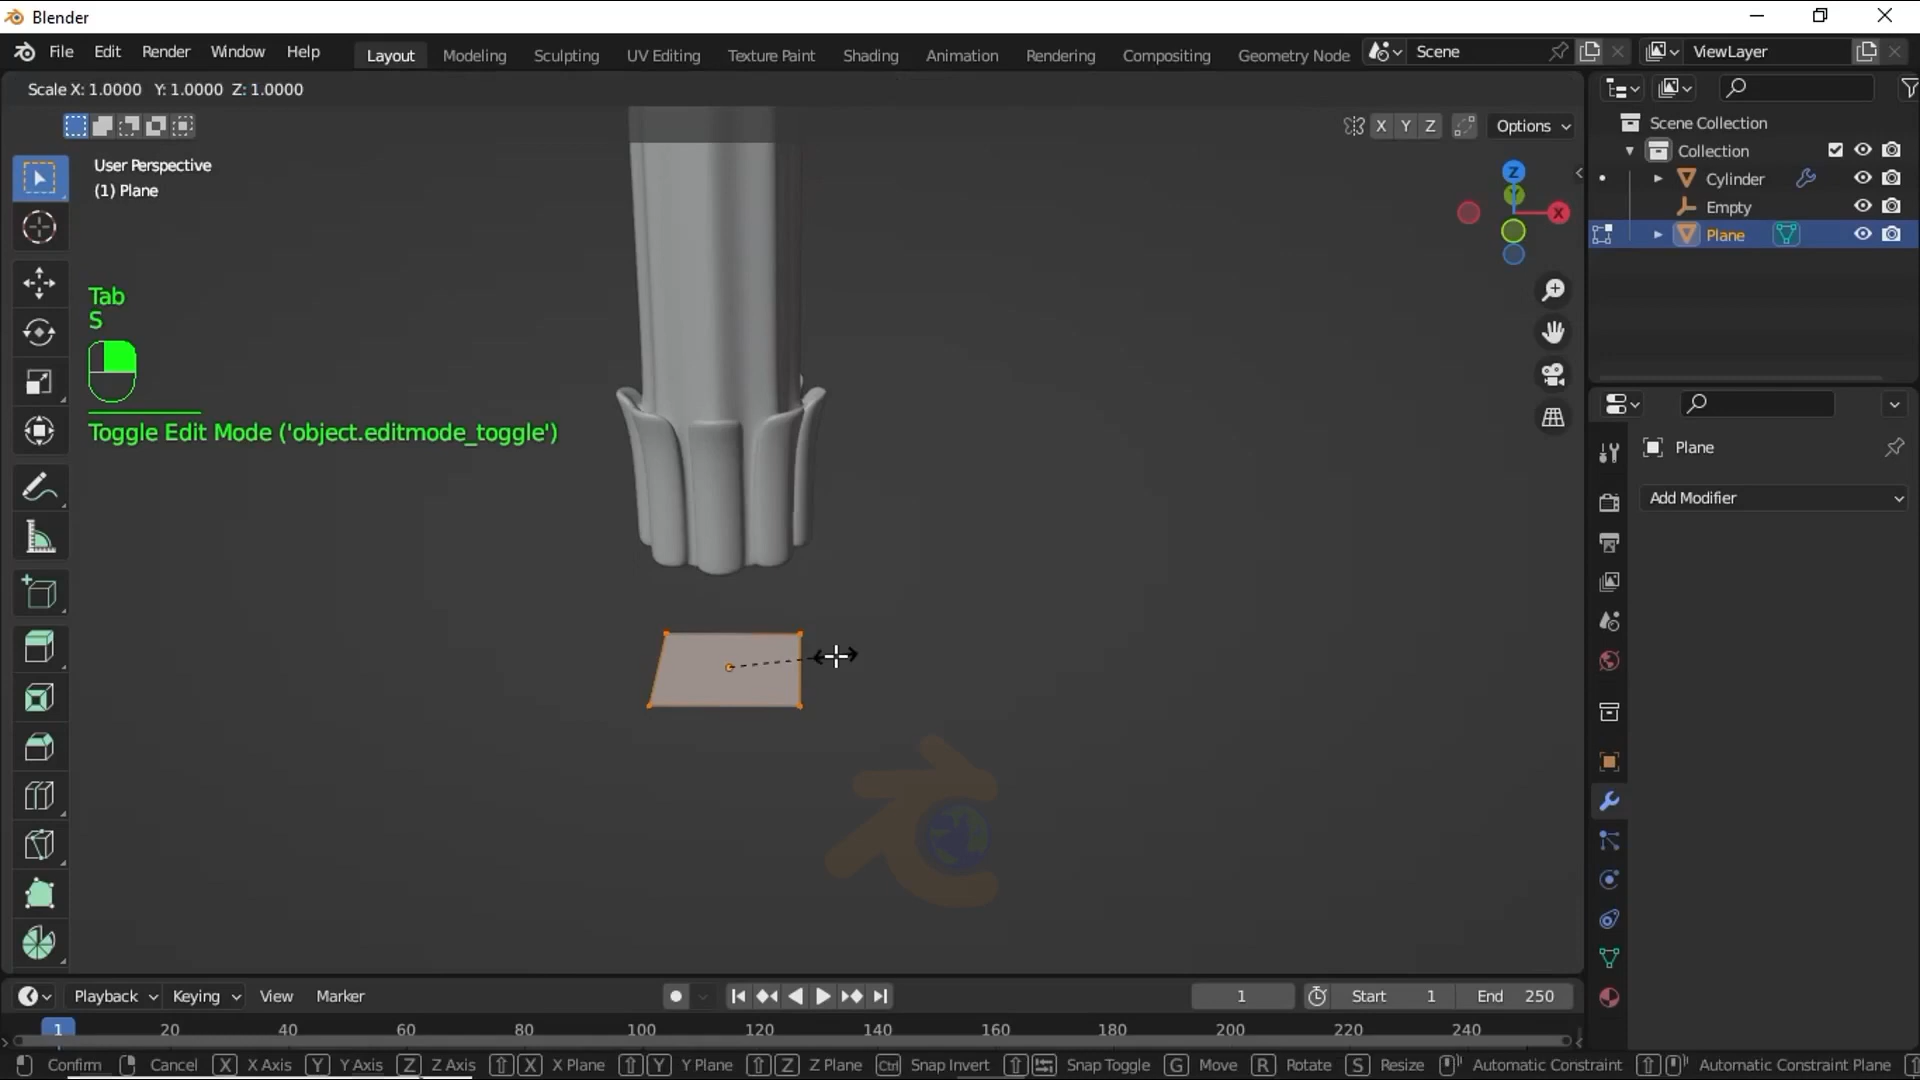 Blender
File Edit Render Window Help Layout Modeling Sculpting UV Editing Texture Paint Shading Animation Rendering Compositing Geometry Node Scene ViewLayer
Scale X: 1.0000 Y: 1.0000 Z: 1.0000
X Y Z Options
User Perspective
(1) Plane
Z
Y
X
Tab
S
Toggle Edit Mode ('object.editmode_toggle')
Scene Collection
Collection
Cylinder
Empty
Plane
Plane
Add Modifier
Playback Keying View Marker 1 Start 1 End 250
1 20 40 60 80 100 120 140 160 180 200 220 240
Confirm Cancel X X Axis Y Y Axis Z Z Axis X X Plane Y Y Plane Z Z Plane Ctrl Snap Invert Snap Toggle G Move R Rotate S Resize Automatic Constraint Automatic Constraint Plane